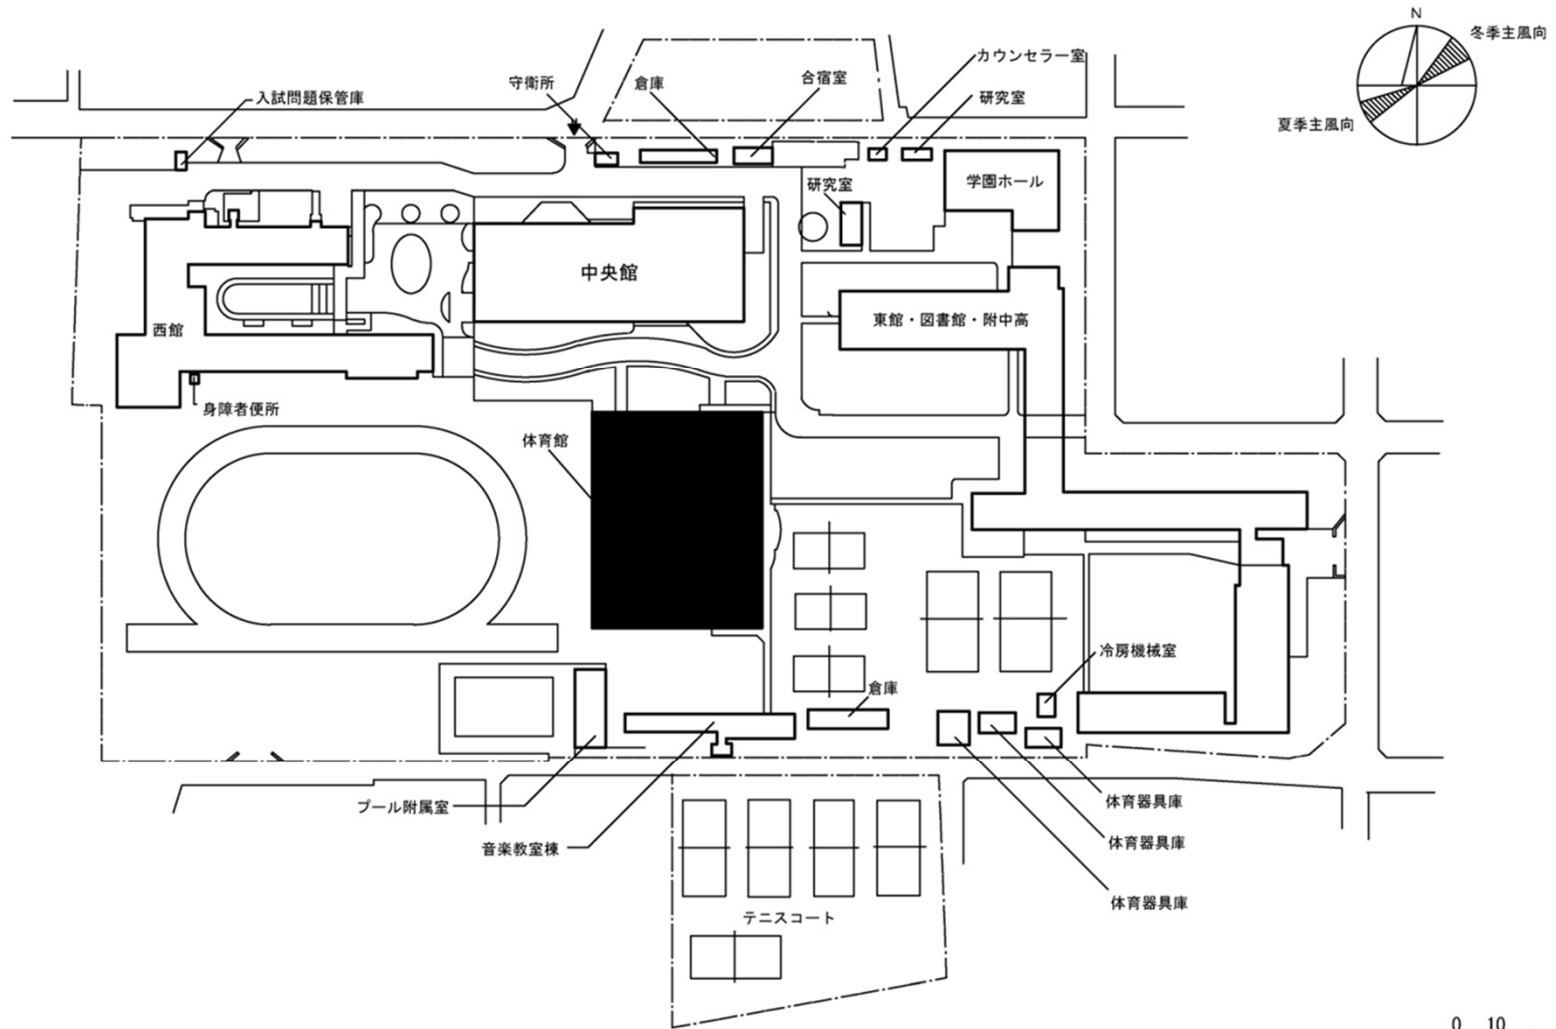 N
冬季主風向
夏季主風向
カウンセラー室
研究室
合宿室
倉庫
守衛所
入試問題保管庫
学園ホール
研究室
中央館
東館・図書館・附中高
西館
身障者便所
体育館
冷房機械室
倉庫
プール附属室
音楽教室棟
体育器具庫
体育器具庫
体育器具庫
テニスコート
0 10